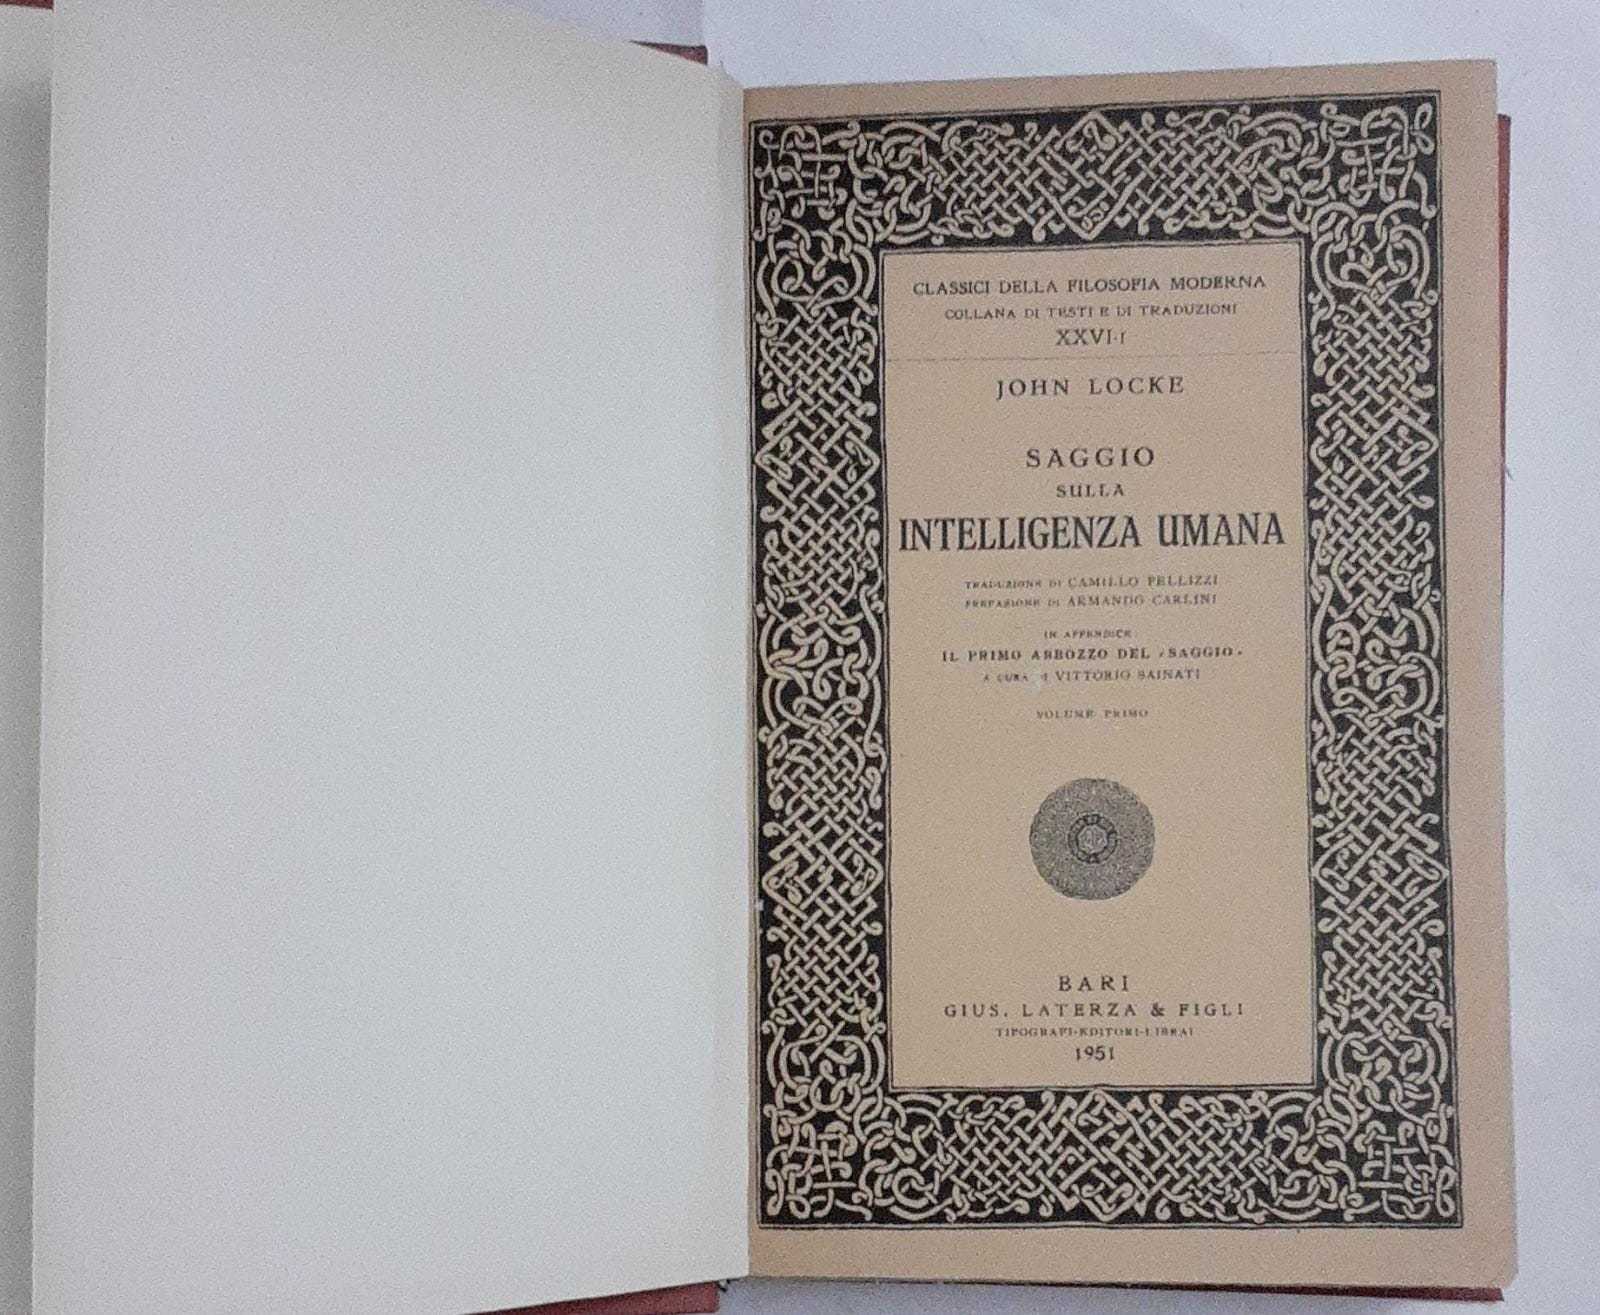 CLASSICI DELLA FILOSOFIA MODERNA
COLLANA DI TESTI E DI TRADUZIONI
XXVI-I
JOHN LOCKE
SAGGIO
SULLA
INTELLIGENZA UMANA
TRADUZIONE DI CAMILLO PELLIZZI
PREFAZIONE DI ARMANDO CARLINI
IN APPENDICE:
IL PRIMO ABBOZZO DEL «SAGGIO»
A CURA DI VITTORIO SAINATI
VOLUME PRIMO
BARI
GIUS. LATERZA & FIGLI
TIPOGRAFI-EDITORI-LIBRAI
1951